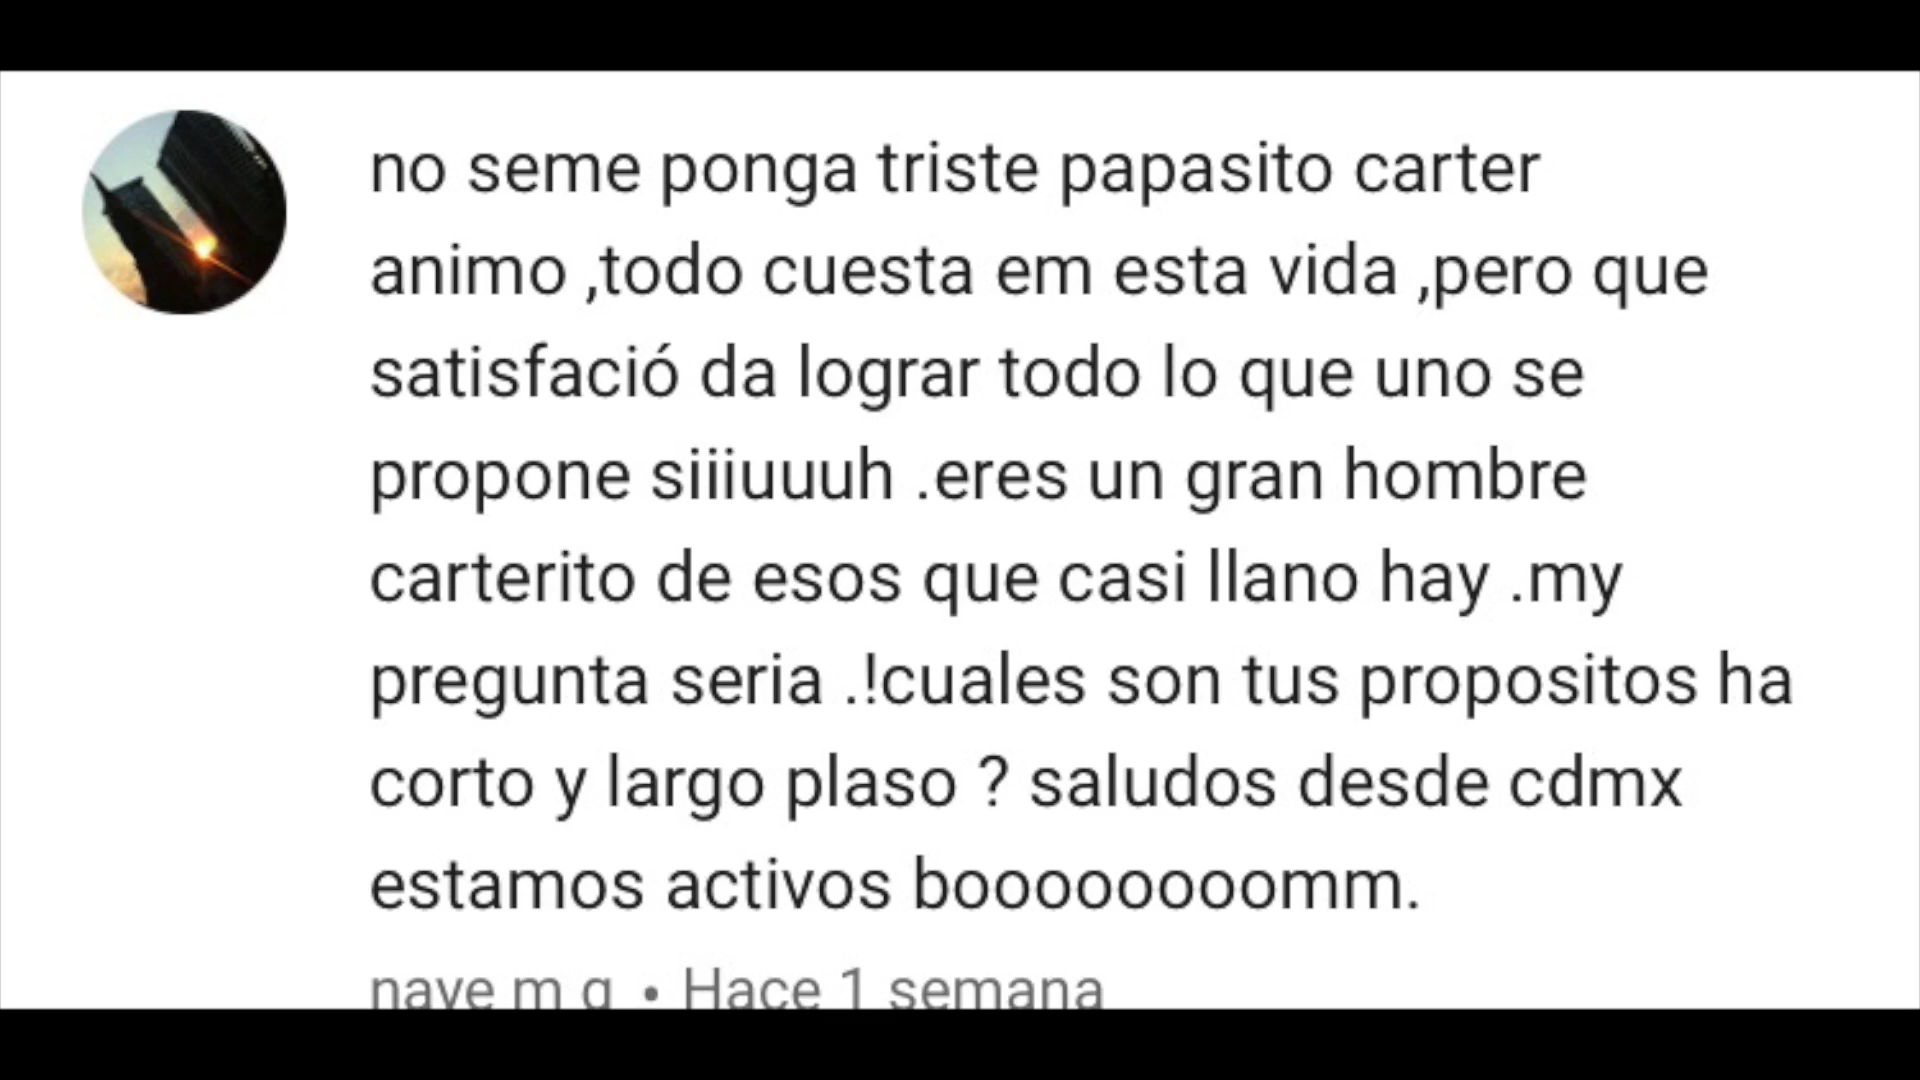 no seme ponga triste papasito carter
animo ,todo cuesta em esta vida ,pero que
satisfació da lograr todo lo que uno se
propone siiiuuuh .eres un gran hombre
carterito de esos que casi llano hay .my
pregunta seria .!cuales son tus propositos ha
corto y largo plaso ? saludos desde cdmx
estamos activos booooooooomm.
nave m g • Hace 1 semana